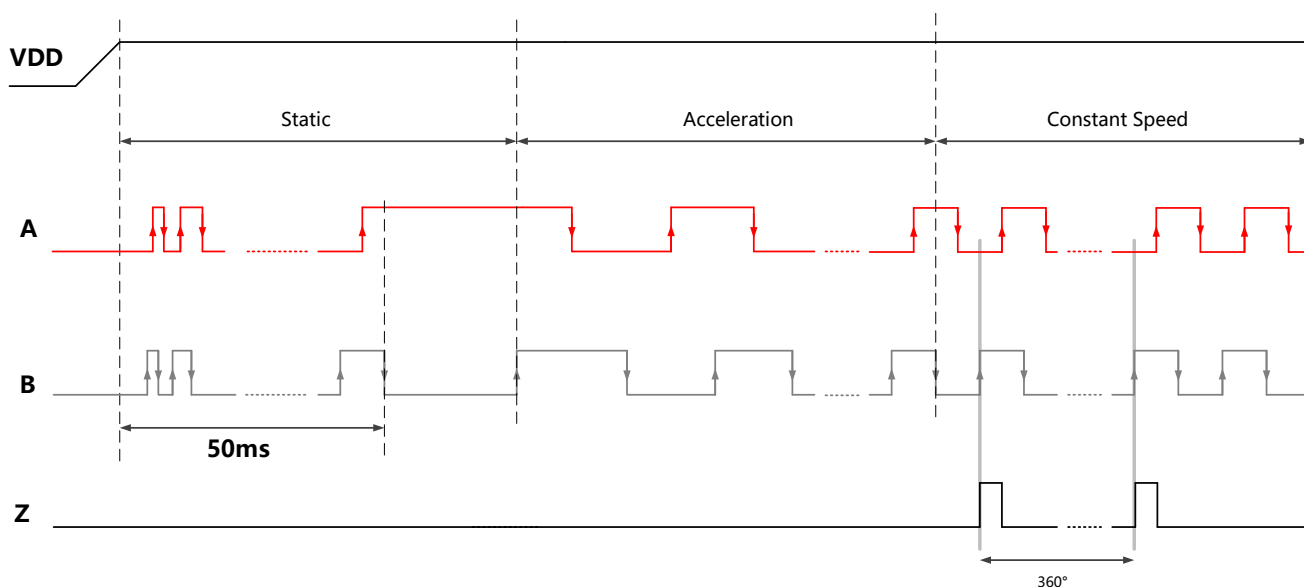 VDD
Static
Acceleration
Constant Speed
A
B
50ms
Z
360°